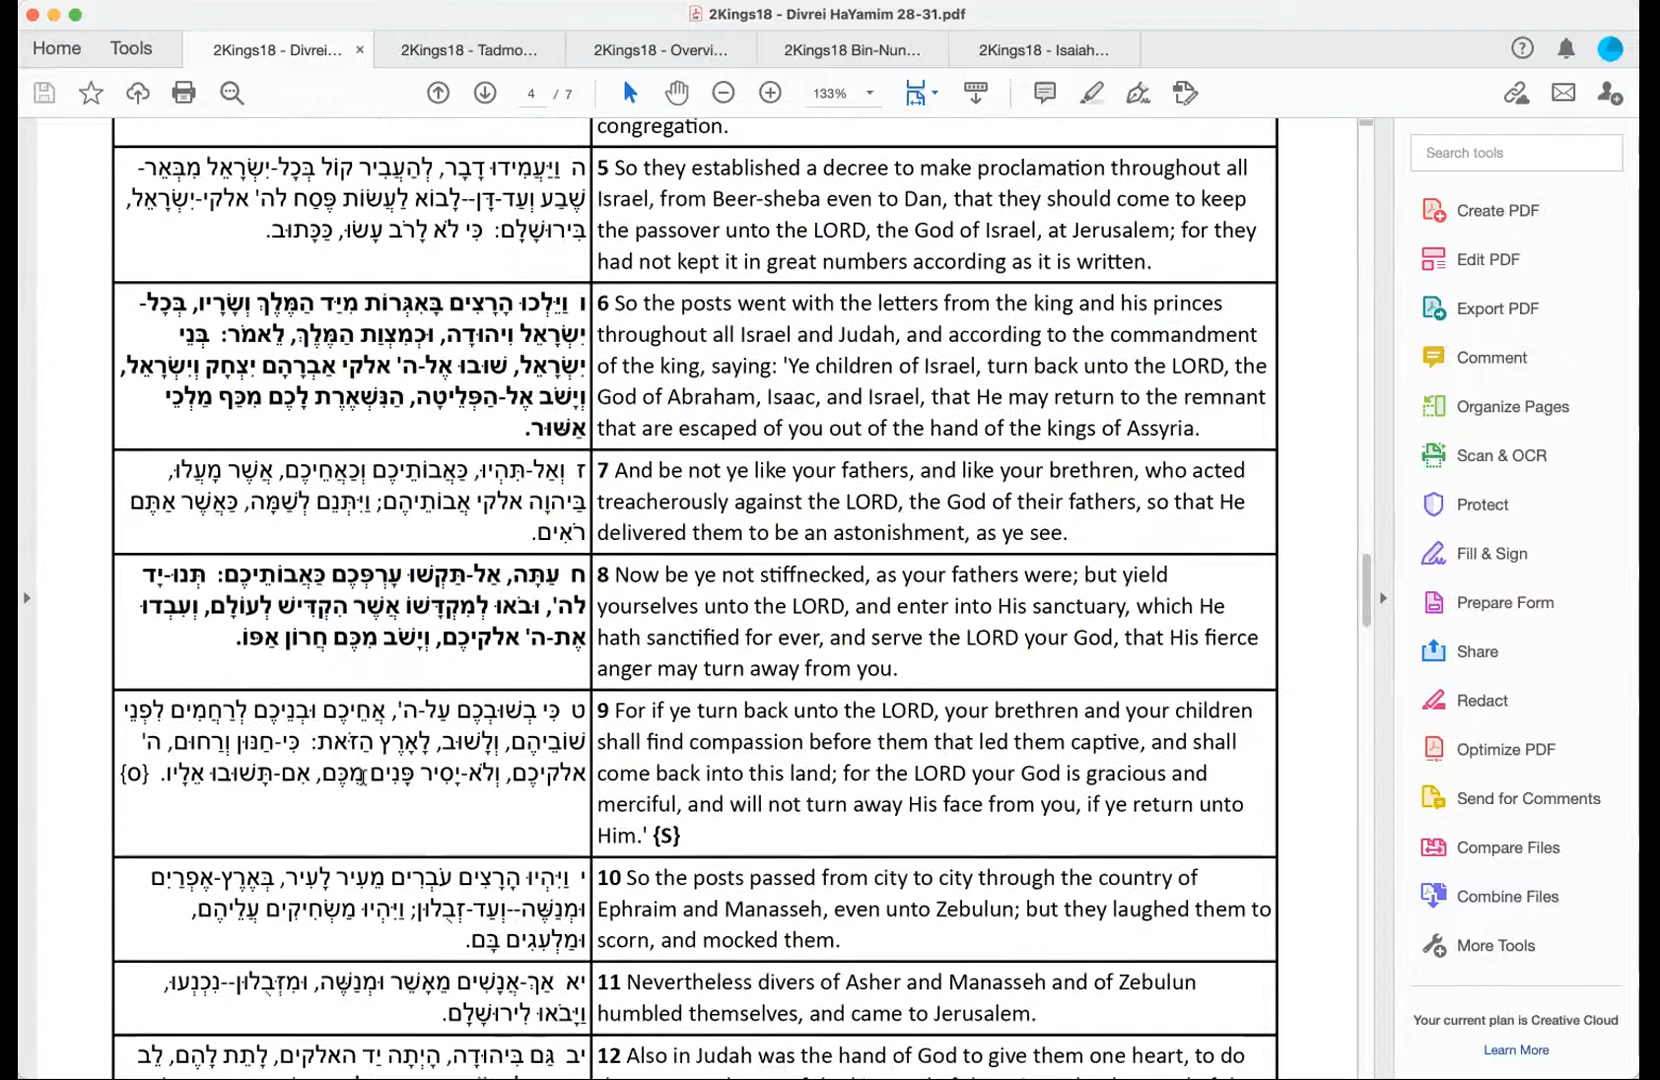 2Kings18 - Divrei HaYamim 28-31.pdf
Home
Tools
2Kings18 - Divrei... ×
2Kings18 - Tadmo...
2Kings18 - Overvi...
2Kings18 Bin-Nun...
2Kings18 - Isaiah...
4 / 7
133%
congregation.
ה וַיַּעֲמִידוּ דָבָר, לְהַעֲבִיר קוֹל בְּכָל-יִשְׂרָאֵל מִבְּאֵר-
שֶׁבַע וְעַד-דָּן--לָבוֹא לַעֲשׂוֹת פֶּסַח לה' אלקי-יִשְׂרָאֵל,
בִּירוּשָׁלִָם: כִּי לֹא לָרֹב עָשׂוּ, כַּכָּתוּב.
5 So they established a decree to make proclamation throughout all
Israel, from Beer-sheba even to Dan, that they should come to keep
the passover unto the LORD, the God of Israel, at Jerusalem; for they
had not kept it in great numbers according as it is written.
ו וַיֵּלְכוּ הָרָצִים בָּאִגְּרוֹת מִיַּד הַמֶּלֶךְ וְשָׂרָיו, בְּכָל-
יִשְׂרָאֵל וִיהוּדָה, וּכְמִצְוַת הַמֶּלֶךְ, לֵאמֹר: בְּנֵי
יִשְׂרָאֵל, שׁוּבוּ אֶל-ה' אלקי אַבְרָהָם יִצְחָק וְיִשְׂרָאֵל,
וְיָשֹׁב אֶל-הַפְּלֵיטָה, הַנִּשְׁאֶרֶת לָכֶם מִכַּף מַלְכֵי
אַשּׁוּר.
6 So the posts went with the letters from the king and his princes
throughout all Israel and Judah, and according to the commandment
of the king, saying: 'Ye children of Israel, turn back unto the LORD, the
God of Abraham, Isaac, and Israel, that He may return to the remnant
that are escaped of you out of the hand of the kings of Assyria.
ז וְאַל-תִּהְיוּ, כַּאֲבוֹתֵיכֶם וְכַאֲחֵיכֶם, אֲשֶׁר מָעֲלוּ,
בַּיהוָה אלקי אֲבוֹתֵיהֶם; וַיִּתְּנֵם לְשַׁמָּה, כַּאֲשֶׁר אַתֶּם
רֹאִים.
7 And be not ye like your fathers, and like your brethren, who acted
treacherously against the LORD, the God of their fathers, so that He
delivered them to be an astonishment, as ye see.
ח עַתָּה, אַל-תַּקְשׁוּ עָרְפְּכֶם כַּאֲבוֹתֵיכֶם: תְּנוּ-יָד
לה', וּבֹאוּ לְמִקְדָּשׁוֹ אֲשֶׁר הִקְדִּישׁ לְעוֹלָם, וְעִבְדוּ
אֶת-ה' אלקיכֶם, וְיָשֹׁב מִכֶּם חֲרוֹן אַפּוֹ.
8 Now be ye not stiffnecked, as your fathers were; but yield
yourselves unto the LORD, and enter into His sanctuary, which He
hath sanctified for ever, and serve the LORD your God, that His fierce
anger may turn away from you.
ט כִּי בְשׁוּבְכֶם עַל-ה', אֲחֵיכֶם וּבְנֵיכֶם לְרַחֲמִים לִפְנֵי
שׁוֹבֵיהֶם, וְלָשׁוּב, לָאָרֶץ הַזֹּאת: כִּי-חַנּוּן וְרַחוּם, ה'
אלקיכֶם, וְלֹא-יָסִיר פָּנִים מִכֶּם, אִם-תָּשׁוּבוּ אֵלָיו. {ס}
9 For if ye turn back unto the LORD, your brethren and your children
shall find compassion before them that led them captive, and shall
come back into this land; for the LORD your God is gracious and
merciful, and will not turn away His face from you, if ye return unto
Him.' {S}
י וַיִּהְיוּ הָרָצִים עֹבְרִים מֵעִיר לָעִיר, בְּאֶרֶץ-אֶפְרַיִם
וּמְנַשֶּׁה--וְעַד-זְבֻלוּן; וַיִּהְיוּ מַשְׂחִיקִים עֲלֵיהֶם,
וּמַלְעִגִים בָּם.
10 So the posts passed from city to city through the country of
Ephraim and Manasseh, even unto Zebulun; but they laughed them to
scorn, and mocked them.
יא אַךְ-אֲנָשִׁים מֵאָשֵׁר וּמְנַשֶּׁה, וּמִזְּבֻלוּן--נִכְנְעוּ,
וַיָּבֹאוּ לִירוּשָׁלִָם.
11 Nevertheless divers of Asher and Manasseh and of Zebulun
humbled themselves, and came to Jerusalem.
יב גַּם בִּיהוּדָה, הָיְתָה יַד האלקים, לָתֵת לָהֶם, לֵב
12 Also in Judah was the hand of God to give them one heart, to do
Search tools
Create PDF
Edit PDF
Export PDF
Comment
Organize Pages
Scan & OCR
Protect
Fill & Sign
Prepare Form
Share
Redact
Optimize PDF
Send for Comments
Compare Files
Combine Files
More Tools
Your current plan is Creative Cloud
Learn More